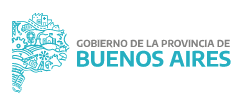 GOBIERNO DE LA PROVINCIA DE
BUENOS AIRES